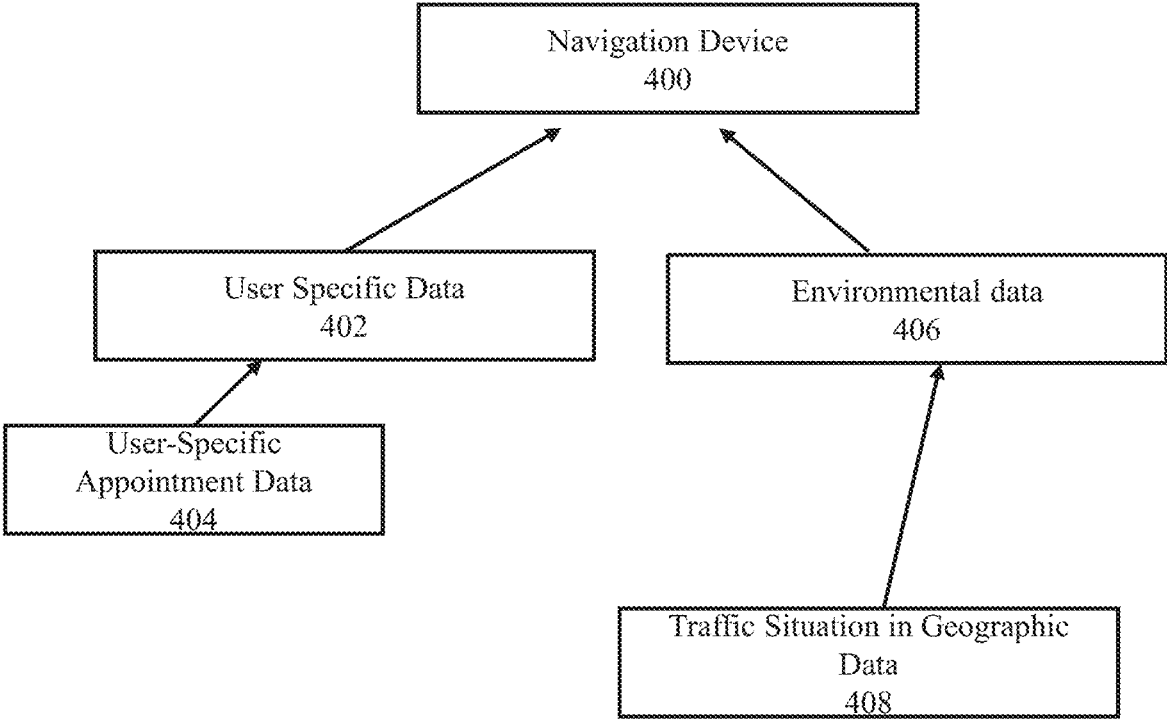 Navigation Device
400
User Specific Data
402
Environmental data
406
User-Specific
Appointment Data
404
Traffic Situation in Geographic
Data
408